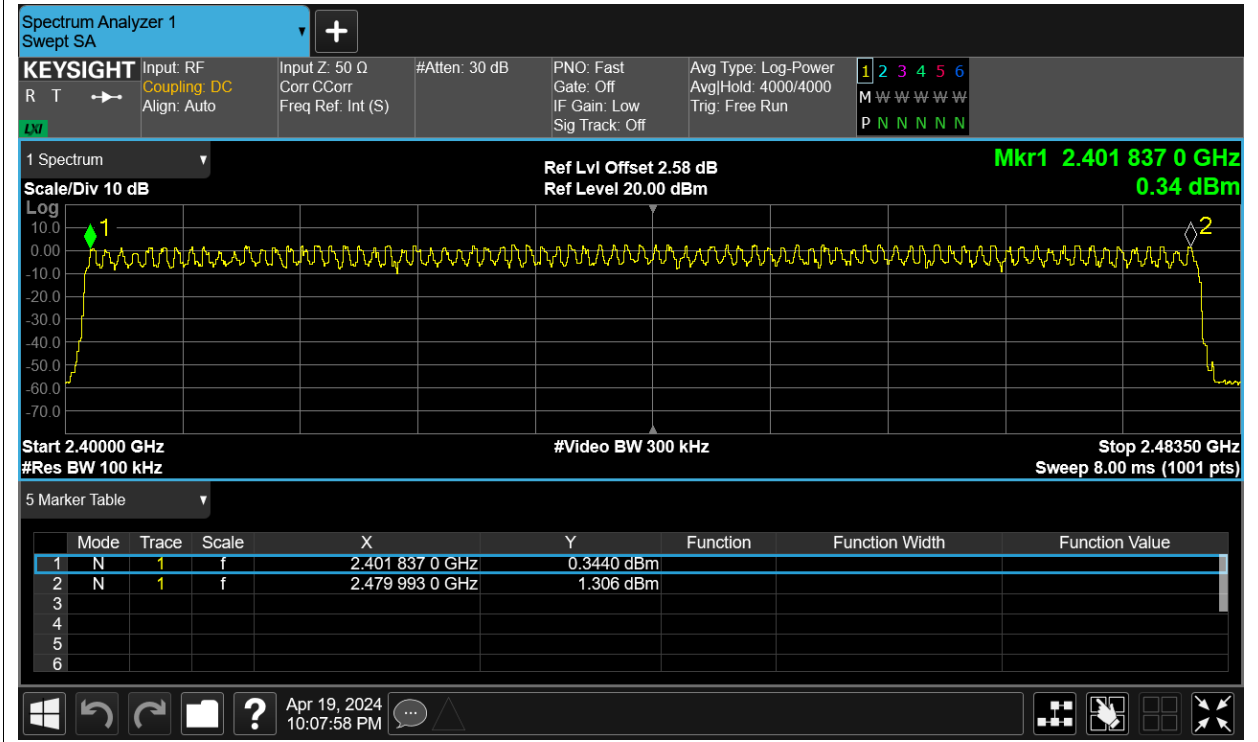 Spectrum Analyzer 1
Swept SA
+
KEYSIGHT
R T
LXI
Input: RF
Coupling: DC
Align: Auto
Input Z: 50 Ω
Corr CCorr
Freq Ref: Int (S)
#Atten: 30 dB
PNO: Fast
Gate: Off
IF Gain: Low
Sig Track: Off
Avg Type: Log-Power
Avg|Hold: 4000/4000
Trig: Free Run
1 2 3 4 5 6
M W W W W W
P N N N N N
1 Spectrum
Scale/Div 10 dB
Ref Lvl Offset 2.58 dB
Ref Level 20.00 dBm
Mkr1 2.401 837 0 GHz
0.34 dBm
Log
10.0
0.00
-10.0
-20.0
-30.0
-40.0
-50.0
-60.0
-70.0
1
2
Start 2.40000 GHz
#Res BW 100 kHz
#Video BW 300 kHz
Stop 2.48350 GHz
Sweep 8.00 ms (1001 pts)
5 Marker Table
Mode Trace Scale X Y Function Function Width Function Value
1 N 1 f 2.401 837 0 GHz 0.3440 dBm
2 N 1 f 2.479 993 0 GHz 1.306 dBm
3
4
5
6
?
Apr 19, 2024
10:07:58 PM